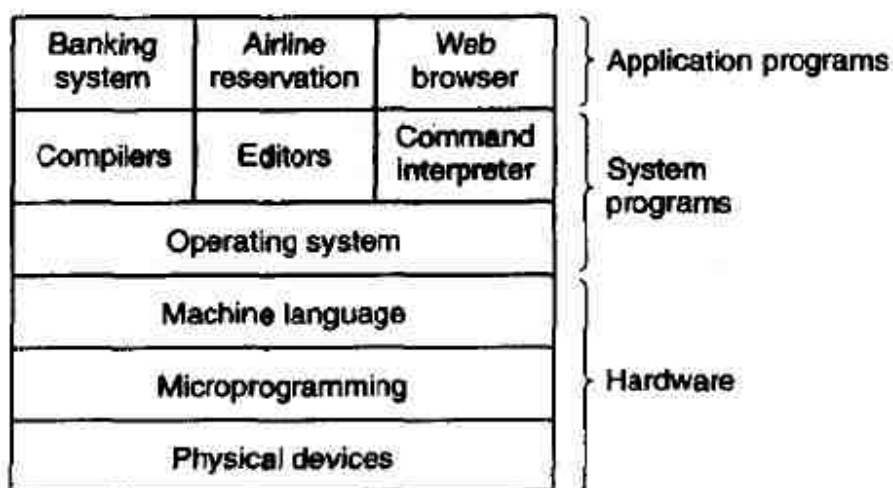 Banking system
Airline reservation
Web browser
Application programs
Compilers
Editors
Command interpreter
System programs
Operating system
Machine language
Microprogramming
Hardware
Physical devices